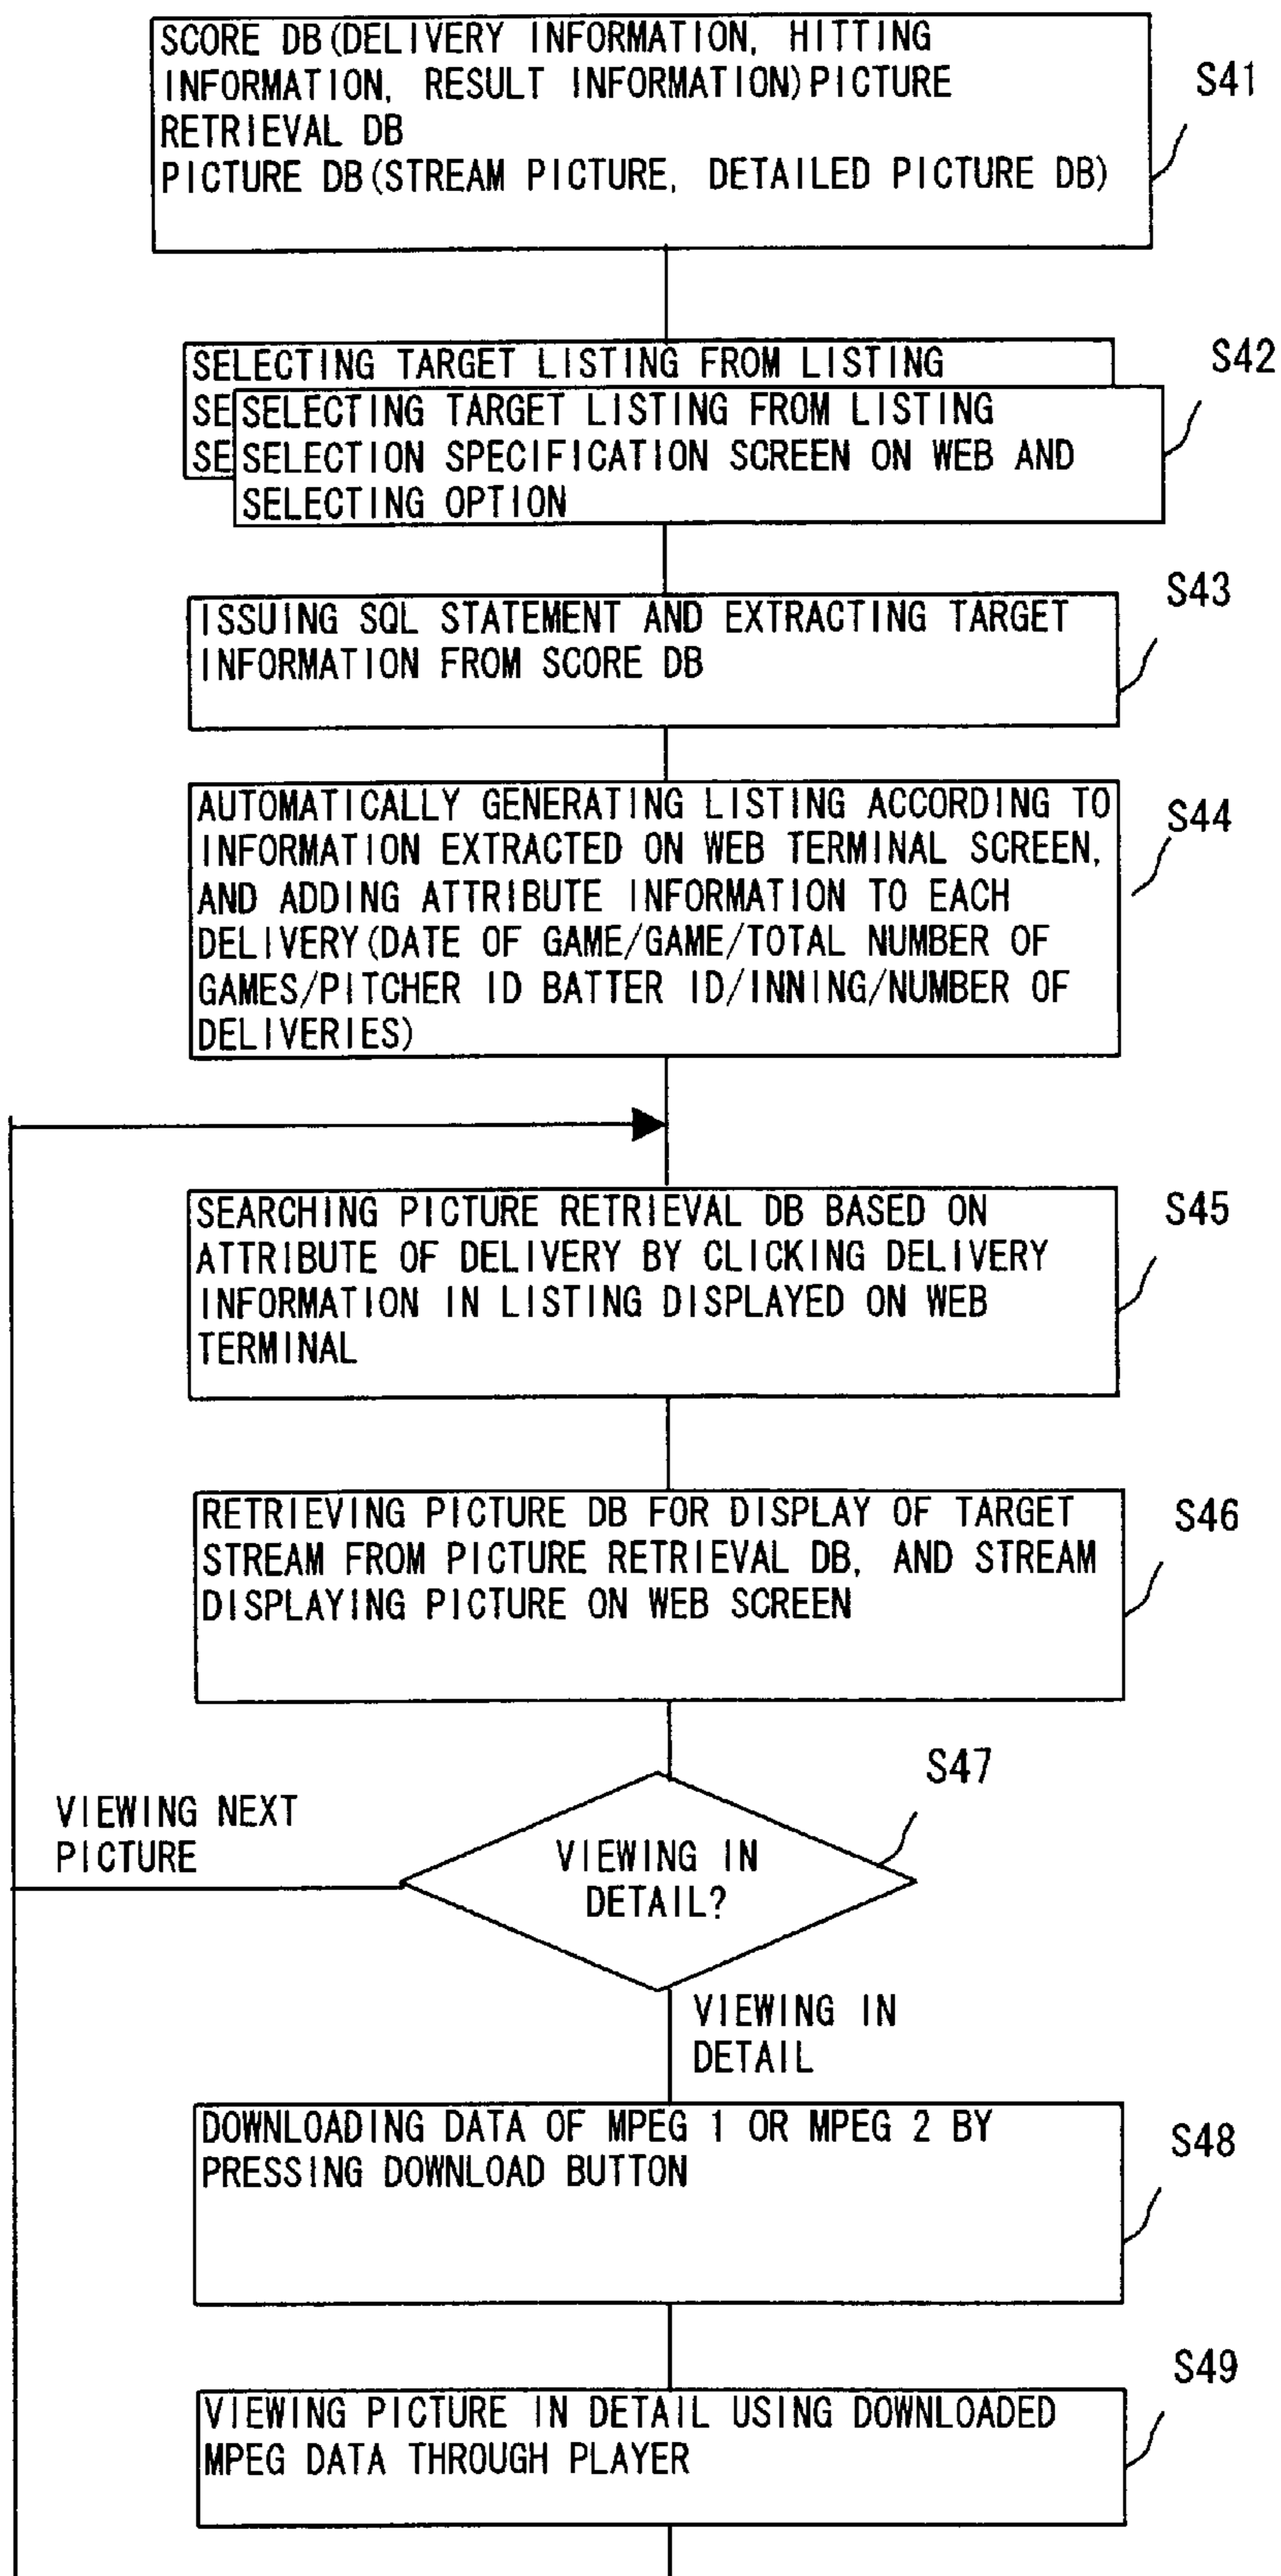 SCORE DB(DELIVERY INFORMATION, HITTING
INFORMATION, RESULT INFORMATION)PICTURE
RETRIEVAL DB
PICTURE DB(STREAM PICTURE, DETAILED PICTURE DB)
S41
SELECTING TARGET LISTING FROM LISTING
SE
SE
SELECTING TARGET LISTING FROM LISTING
SELECTION SPECIFICATION SCREEN ON WEB AND
SELECTING OPTION
S42
ISSUING SQL STATEMENT AND EXTRACTING TARGET
INFORMATION FROM SCORE DB
S43
AUTOMATICALLY GENERATING LISTING ACCORDING TO
INFORMATION EXTRACTED ON WEB TERMINAL SCREEN,
AND ADDING ATTRIBUTE INFORMATION TO EACH
DELIVERY(DATE OF GAME/GAME/TOTAL NUMBER OF
GAMES/PITCHER ID BATTER ID/INNING/NUMBER OF
DELIVERIES)
S44
SEARCHING PICTURE RETRIEVAL DB BASED ON
ATTRIBUTE OF DELIVERY BY CLICKING DELIVERY
INFORMATION IN LISTING DISPLAYED ON WEB
TERMINAL
S45
RETRIEVING PICTURE DB FOR DISPLAY OF TARGET
STREAM FROM PICTURE RETRIEVAL DB, AND STREAM
DISPLAYING PICTURE ON WEB SCREEN
S46
S47
VIEWING NEXT
PICTURE
VIEWING IN
DETAIL?
VIEWING IN
DETAIL
DOWNLOADING DATA OF MPEG 1 OR MPEG 2 BY
PRESSING DOWNLOAD BUTTON
S48
VIEWING PICTURE IN DETAIL USING DOWNLOADED
MPEG DATA THROUGH PLAYER
S49